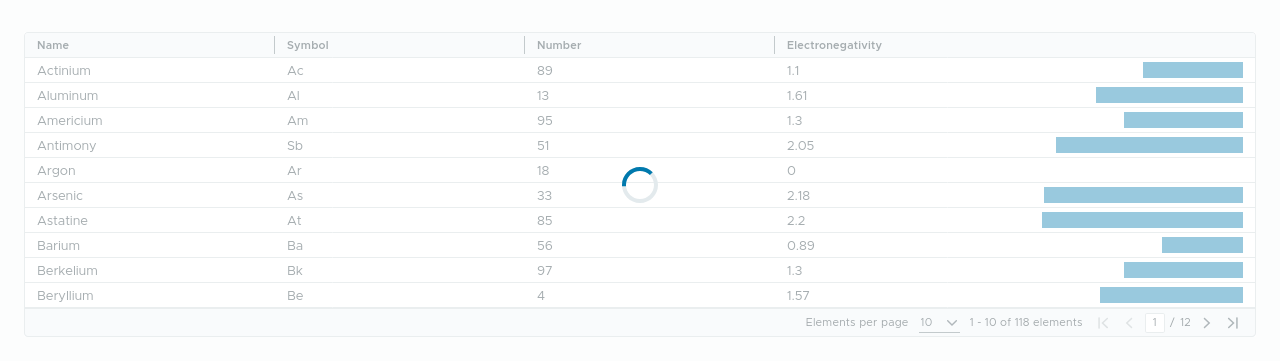 Name Symbol Number Electronegativity
Actinium Ac 89 1.1
Aluminum Al 13 1.61
Americium Am 95 1.3
Antimony Sb 51 2.05
Argon Ar 18 0
Arsenic As 33 2.18
Astatine At 85 2.2
Barium Ba 56 0.89
Berkelium Bk 97 1.3
Beryllium Be 4 1.57
Elements per page 10 1 - 10 of 118 elements 1 / 12